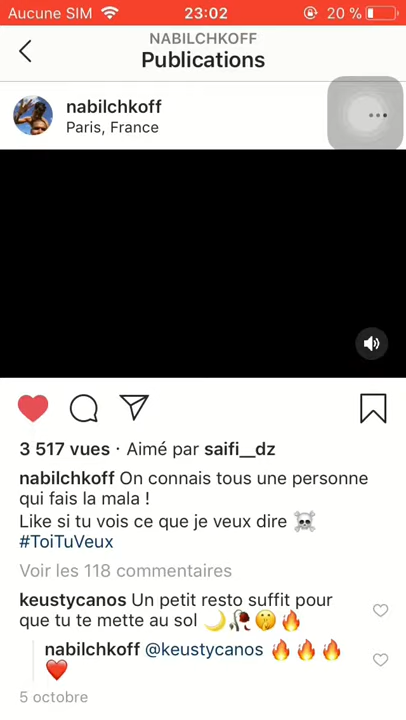 Aucune SIM 23:02 20 %
NABILCHKOFF
Publications
nabilchkoff
Paris, France
3 517 vues · Aimé par saifi__dz
nabilchkoff On connais tous une personne
qui fais la mala !
Like si tu vois ce que je veux dire ☠️
#ToiTuVeux
Voir les 118 commentaires
keustycanos Un petit resto suffit pour
que tu te mette au sol 🌙🥀🤫🔥
nabilchkoff @keustycanos 🔥🔥🔥
❤️
5 octobre